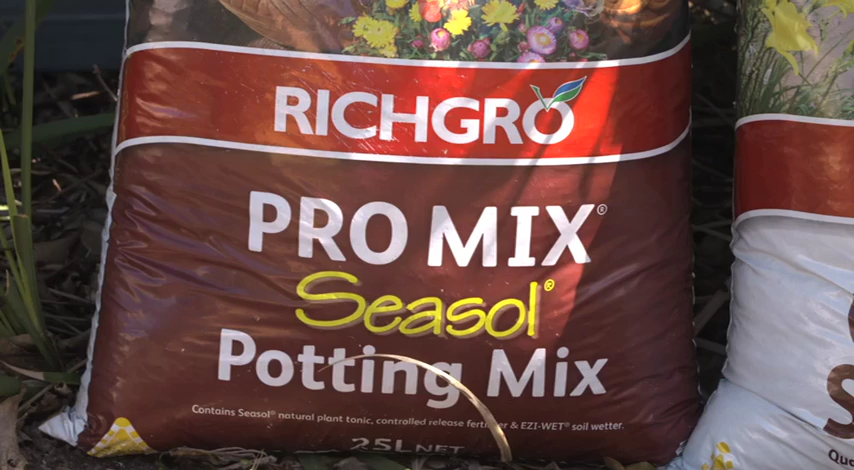 RICHGRO
PRO MIX®
Seasol®
Potting Mix
Contains Seasol® natural plant tonic, controlled release fertiliser & EZI-WET® soil wetter.
25L NET